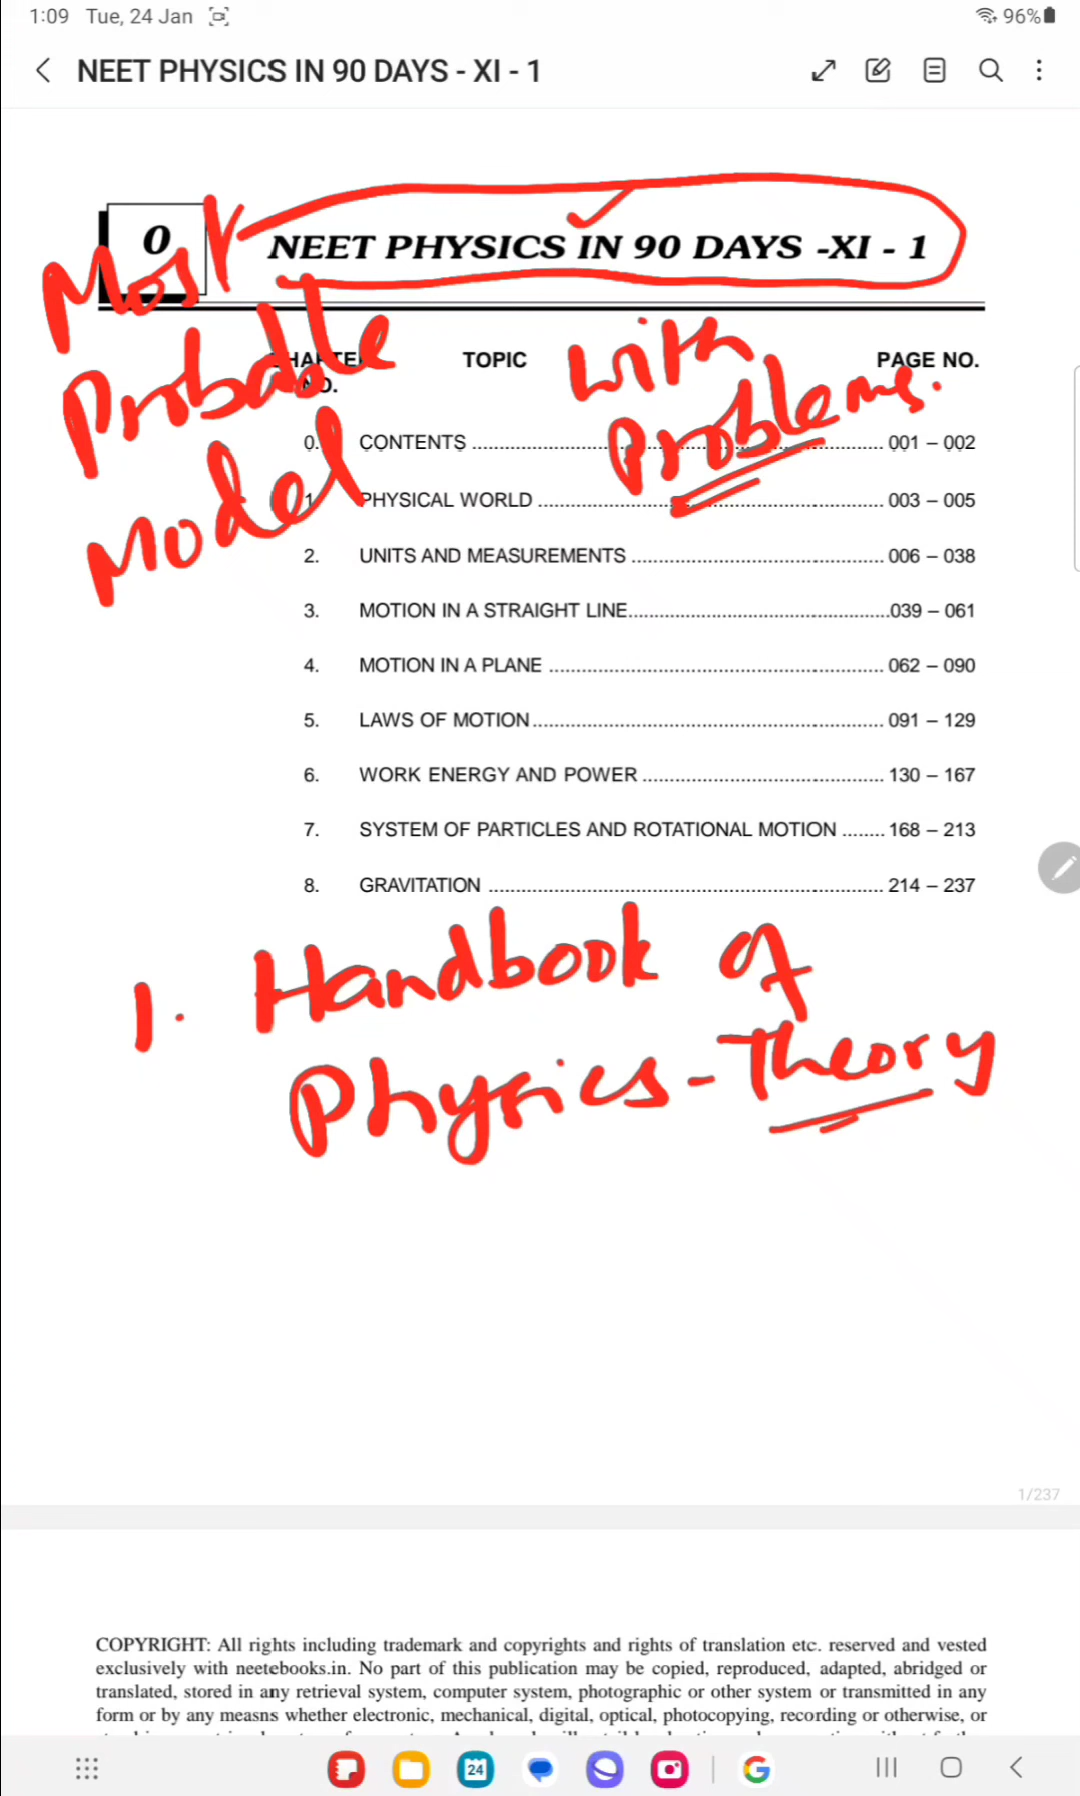 1:09 Tue, 24 Jan 96%
NEET PHYSICS IN 90 DAYS - XI - 1
0 NEET PHYSICS IN 90 DAYS -XI - 1
Most
Probable
Model
with
Problems.
CHAPTER NO. TOPIC PAGE NO.
0. CONTENTS 001 – 002
1. PHYSICAL WORLD 003 – 005
2. UNITS AND MEASUREMENTS 006 – 038
3. MOTION IN A STRAIGHT LINE 039 – 061
4. MOTION IN A PLANE 062 – 090
5. LAWS OF MOTION 091 – 129
6. WORK ENERGY AND POWER 130 – 167
7. SYSTEM OF PARTICLES AND ROTATIONAL MOTION 168 – 213
8. GRAVITATION 214 – 237
1. Handbook of
Physics - Theory
1/237
COPYRIGHT: All rights including trademark and copyrights and rights of translation etc. reserved and vested
exclusively with neetebooks.in. No part of this publication may be copied, reproduced, adapted, abridged or
translated, stored in any retrieval system, computer system, photographic or other system or transmitted in any
form or by any measns whether electronic, mechanical, digital, optical, photocopying, recording or otherwise, or
24